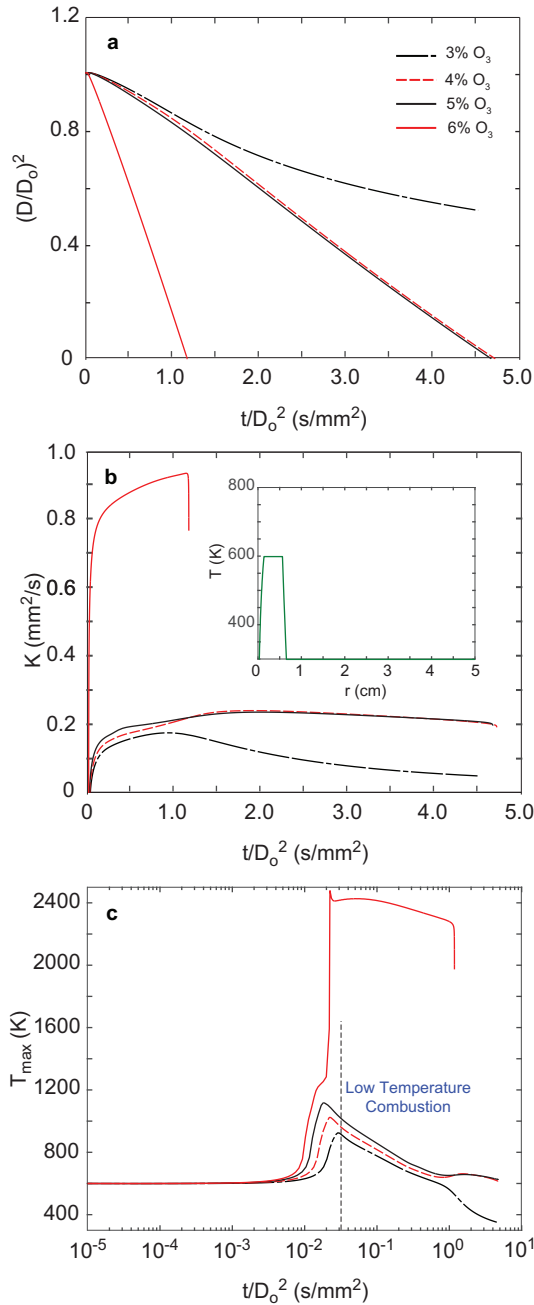 1.2
a
3% O₃
4% O₃
5% O₃
6% O₃
0.8
0.4
0
(D/Dₒ)²
0 1.0 2.0 3.0 4.0 5.0
t/Dₒ² (s/mm²)
1.0
b
0.8
0.6
0.4
0.2
0
K (mm²/s)
800
600
400
T (K)
0 1 2 3 4 5
r (cm)
0 1.0 2.0 3.0 4.0 5.0
t/Dₒ² (s/mm²)
2400
c
2000
1600
1200
800
400
Tₘₐₓ (K)
Low Temperature
Combustion
10⁻⁵ 10⁻⁴ 10⁻³ 10⁻² 10⁻¹ 10⁰ 10¹
t/Dₒ² (s/mm²)